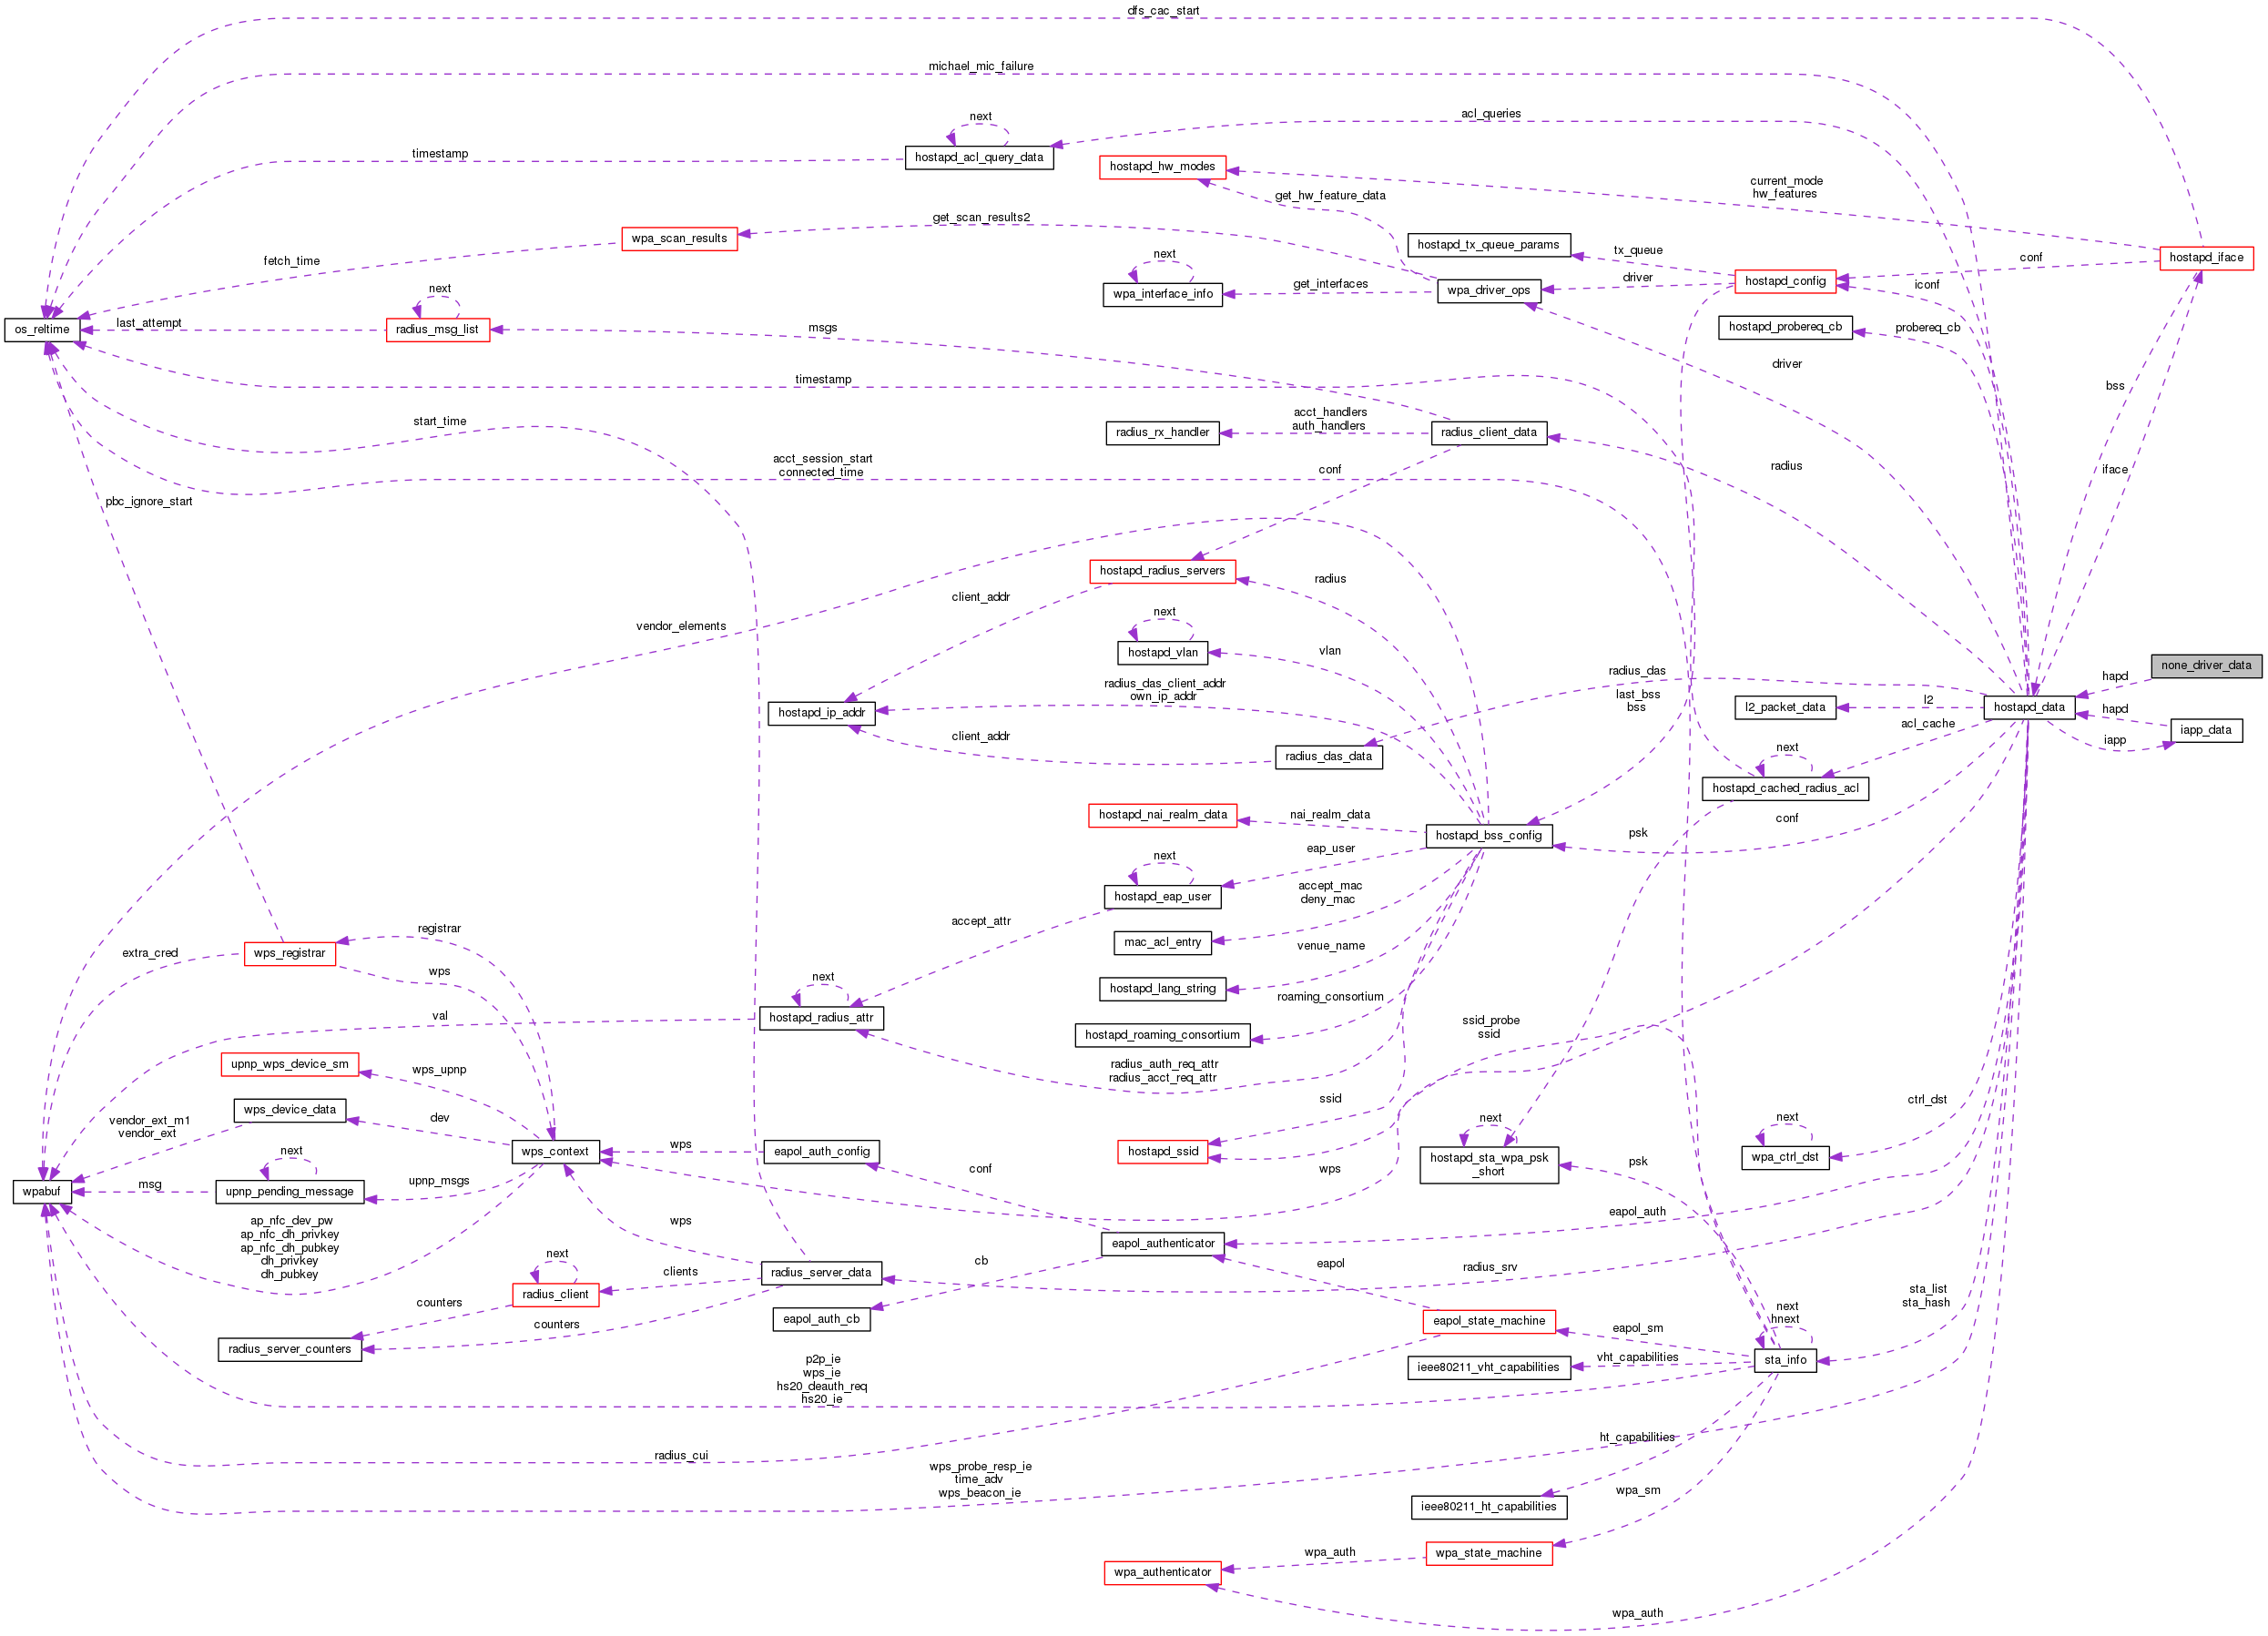 dfs_cac_start
michael_mic_failure
acl_queries
next
timestamp
hostapd_acl_query_data
hostapd_hw_modes
current_mode
hw_features
get_hw_feature_data
get_scan_results2
wpa_scan_results
hostapd_tx_queue_params
tx_queue
hostapd_iface
fetch_time
next
conf
hostapd_config
driver
iconf
get_interfaces
wpa_interface_info
wpa_driver_ops
next
os_reltime
last_attempt
radius_msg_list
msgs
hostapd_probereq_cb
probereq_cb
driver
timestamp
bss
start_time
acct_handlers
auth_handlers
radius_rx_handler
radius_client_data
acct_session_start
connected_time
conf
radius
iface
pbc_ignore_start
hostapd_radius_servers
radius
client_addr
next
vendor_elements
hostapd_vlan
vlan
none_driver_data
radius_das
hapd
radius_das_client_addr
own_ip_addr
last_bss
bss
l2_packet_data
l2
hostapd_data
hapd
hostapd_ip_addr
acl_cache
iapp_data
iapp
client_addr
radius_das_data
next
hostapd_cached_radius_acl
hostapd_nai_realm_data
nai_realm_data
hostapd_bss_config
psk
conf
eap_user
next
hostapd_eap_user
accept_mac
deny_mac
accept_attr
registrar
mac_acl_entry
venue_name
extra_cred
wps_registrar
wps
next
hostapd_lang_string
roaming_consortium
val
hostapd_radius_attr
hostapd_roaming_consortium
ssid_probe
ssid
upnp_wps_device_sm
wps_upnp
radius_auth_req_attr
radius_acct_req_attr
ssid
ctrl_dst
wps_device_data
dev
vendor_ext_m1
vendor_ext
next
next
wps_context
wps
eapol_auth_config
hostapd_ssid
hostapd_sta_wpa_psk
_short
wpa_ctrl_dst
psk
next
conf
wps
wpabuf
msg
upnp_pending_message
upnp_msgs
ap_nfc_dev_pw
ap_nfc_dh_privkey
ap_nfc_dh_pubkey
dh_privkey
dh_pubkey
wps
eapol_auth
eapol_authenticator
next
clients
radius_server_data
cb
eapol
radius_srv
radius_client
counters
counters
sta_list
sta_hash
next
hnext
eapol_auth_cb
eapol_state_machine
eapol_sm
radius_server_counters
p2p_ie
wps_ie
hs20_deauth_req
hs20_ie
ieee80211_vht_capabilities
vht_capabilities
sta_info
radius_cui
ht_capabilities
wps_probe_resp_ie
time_adv
wps_beacon_ie
wpa_sm
ieee80211_ht_capabilities
wpa_auth
wpa_state_machine
wpa_authenticator
wpa_auth